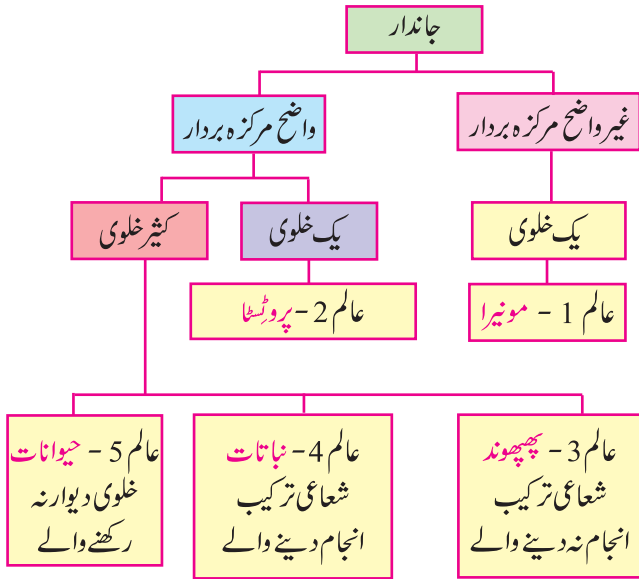 جاندار
غیر واضح مرکزہ بردار
واضح مرکزہ بردار
یک خلوی
یک خلوی
کثیر خلوی
عالم 1 - مونیرا
عالم 2 - پروٹِسٹا
عالم 3 - پھپھوند
شعاعی ترکیب
انجام نہ دینے والے
عالم 4 - نباتات
شعاعی ترکیب
انجام دینے والے
عالم 5 - حیوانات
خلوی دیوار نہ
رکھنے والے